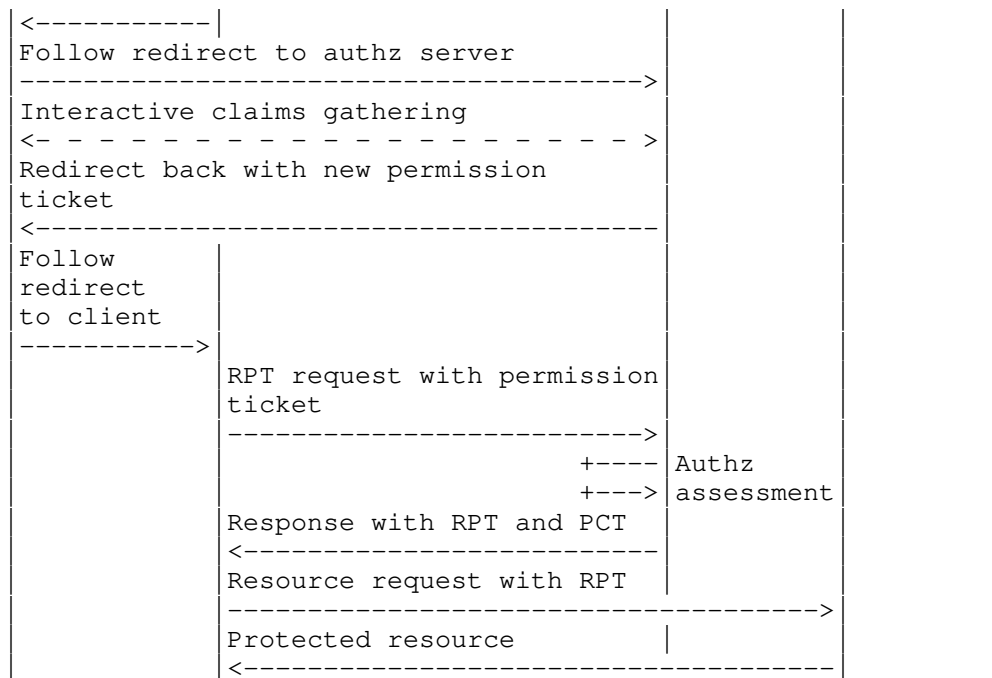 Follow redirect to authz server
Interactive claims gathering
Redirect back with new permission
ticket
Follow
redirect
to client
RPT request with permission
ticket
Authz
assessment
Response with RPT and PCT
Resource request with RPT
Protected resource